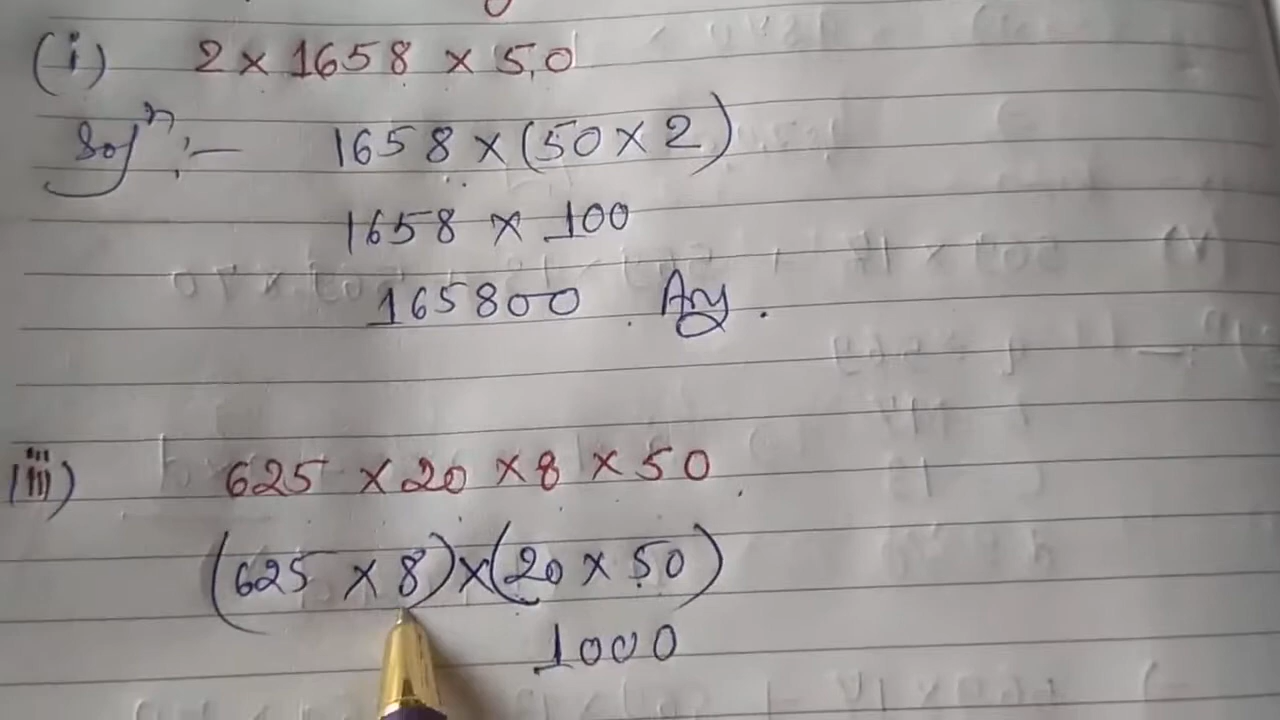 (i) 2 × 1658 × 50
Solⁿ :- 1658 × (50 × 2)
1658 × 100
165800 Ans.
(iii) 625 × 20 × 8 × 50
(625 × 8) × (20 × 50)
1000